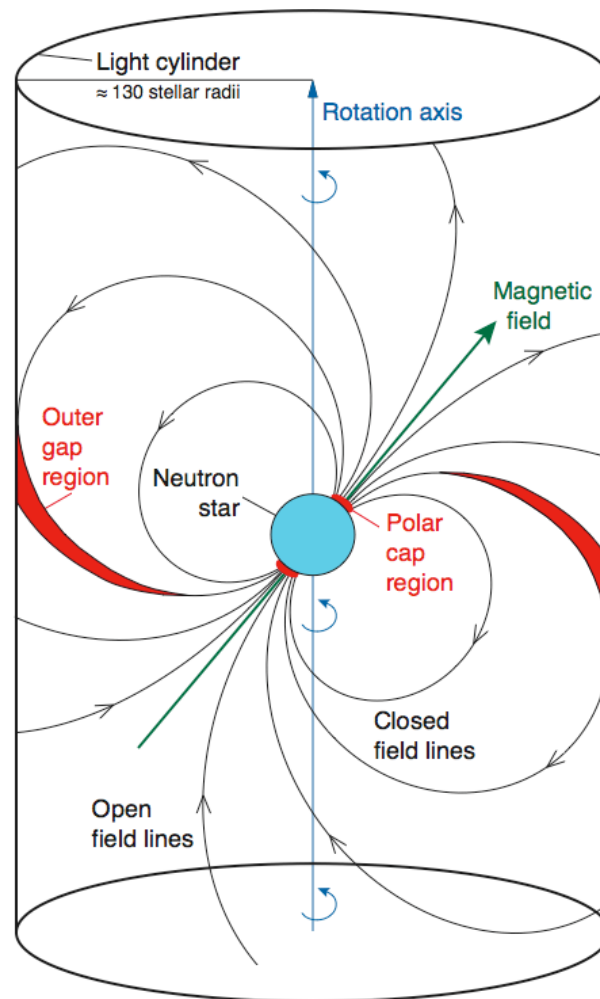 Light cylinder
≈ 130 stellar radii
Rotation axis
Magnetic
field
Outer
gap
region
Neutron
star
Polar
cap
region
Closed
field lines
Open
field lines